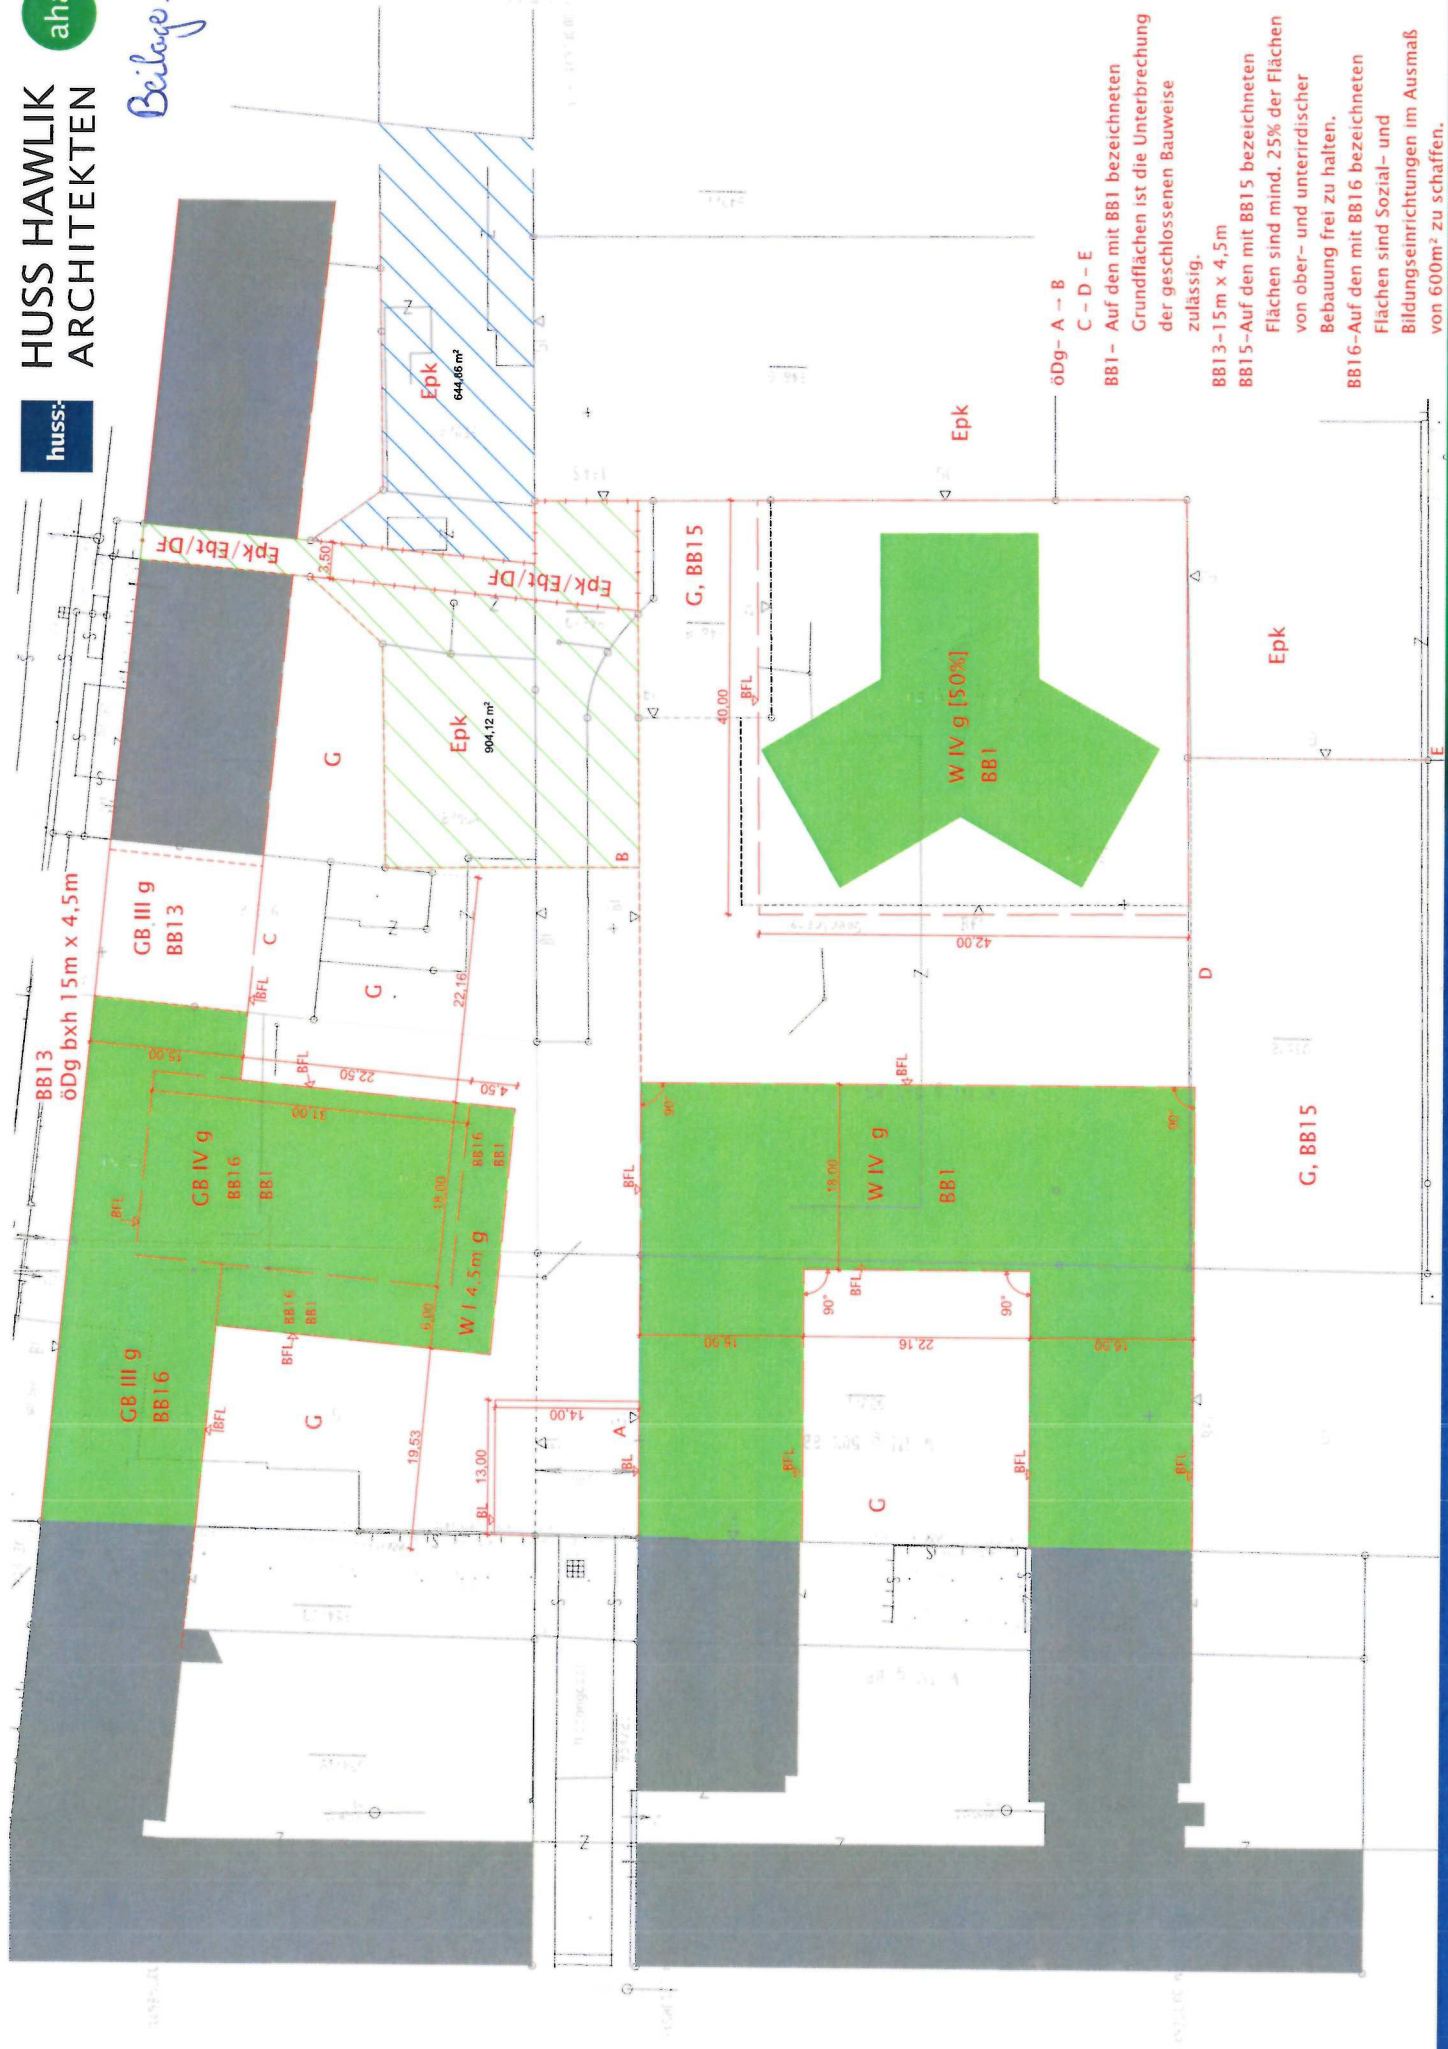 HUSS HAWLIK
ARCHITEKTEN
huss:
aha
Beilage
BB13
öDg bxh 15m x 4,5m
GB III g
BB16
BFL
GB IV g
BB16
BB1
BFL
15,00
31,00
GB III g
BB13
C
BFL
Epk/Ebt/DF
3,50
Epk/Ebt/DF
G
BFL
BB16
BB1
BFL
22,50
4,50
G
22,16
G
Epk
904,12 m²
Epk
644,86 m²
19,53
6,00
18,00
W I 4,5m g
BB16
BB1
13,00
14,00
BL
A
BL
BFL
B
G, BB15
40,00
BFL
W IV g [50%]
BB1
42,00
Epk
90°
BFL
90°
W IV g
BB1
18,00
BFL
90°
90°
16,90
22,16
16,90
BFL
G
BFL
BFL
D
G, BB15
Epk
E
öDg- A - B
C - D - E
BB1- Auf den mit BB1 bezeichneten
Grundflächen ist die Unterbrechung
der geschlossenen Bauweise
zulässig.
BB13-15m x 4,5m
BB15-Auf den mit BB15 bezeichneten
Flächen sind mind. 25% der Flächen
von ober- und unterirdischer
Bebauung frei zu halten.
BB16-Auf den mit BB16 bezeichneten
Flächen sind Sozial- und
Bildungseinrichtungen im Ausmaß
von 600m² zu schaffen.